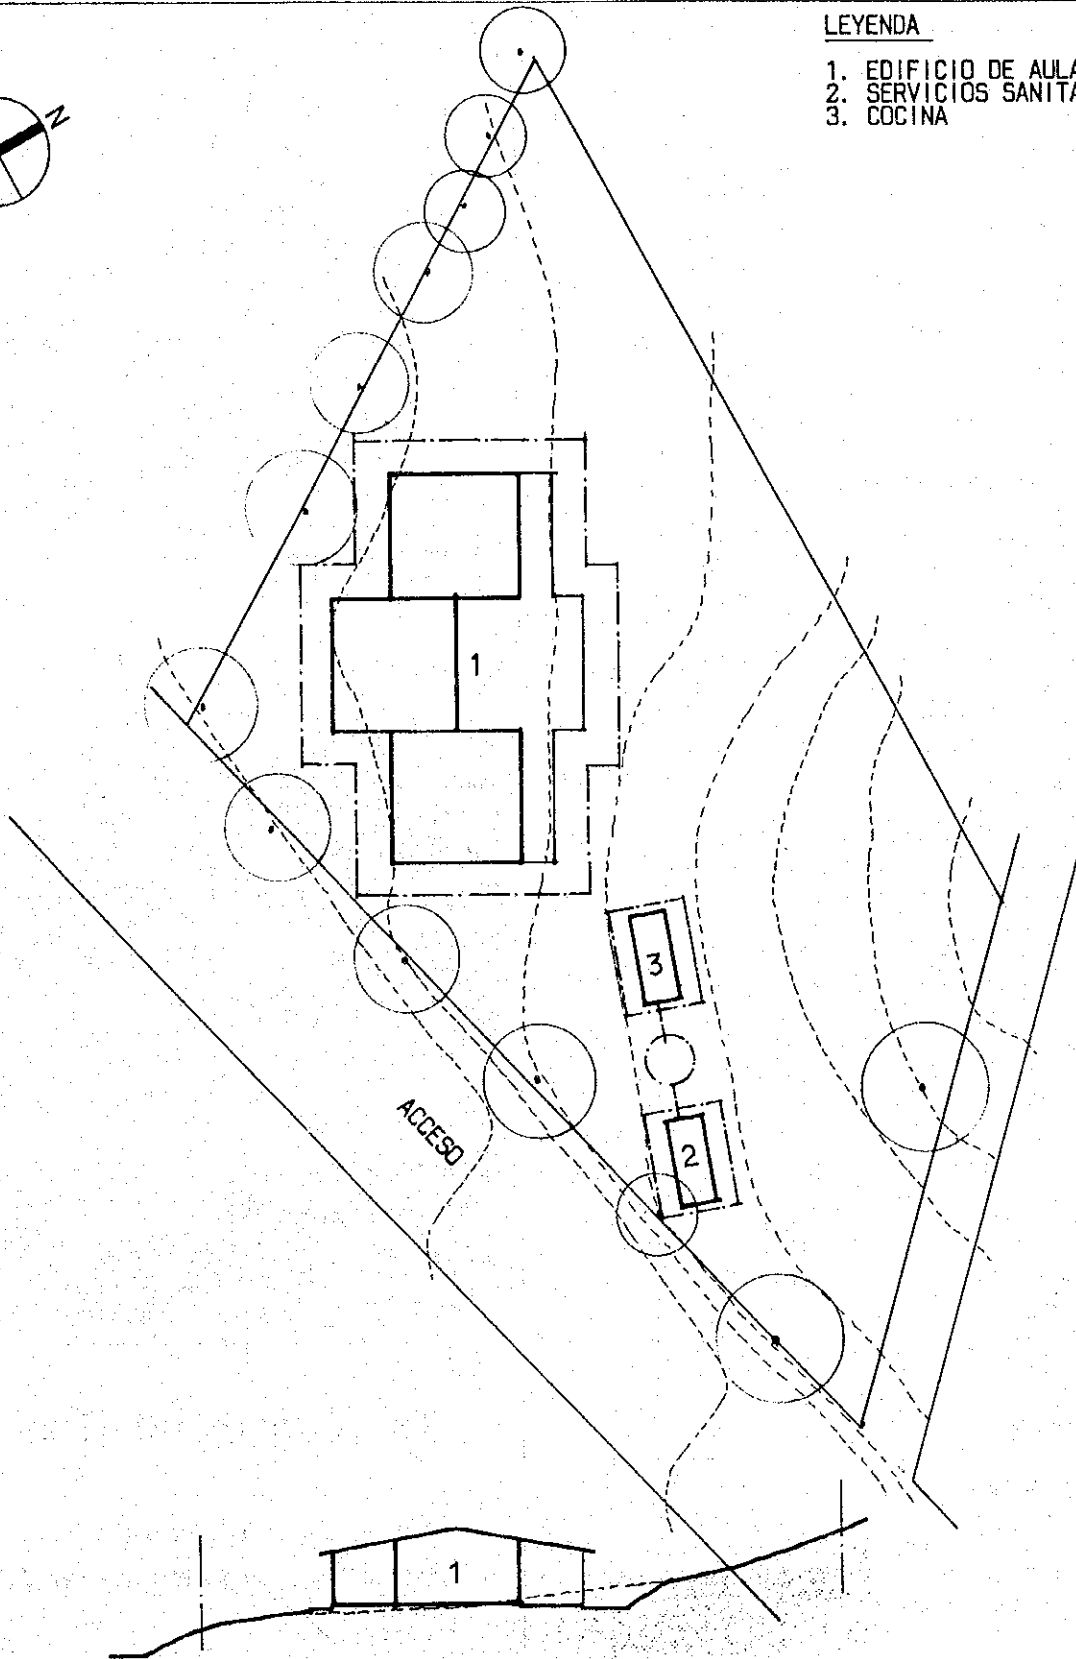 LEYENDA
1. EDIFICIO DE AULA
2. SERVICIOS SANITA
3. COCINA
N
1
3
2
ACCESO
1